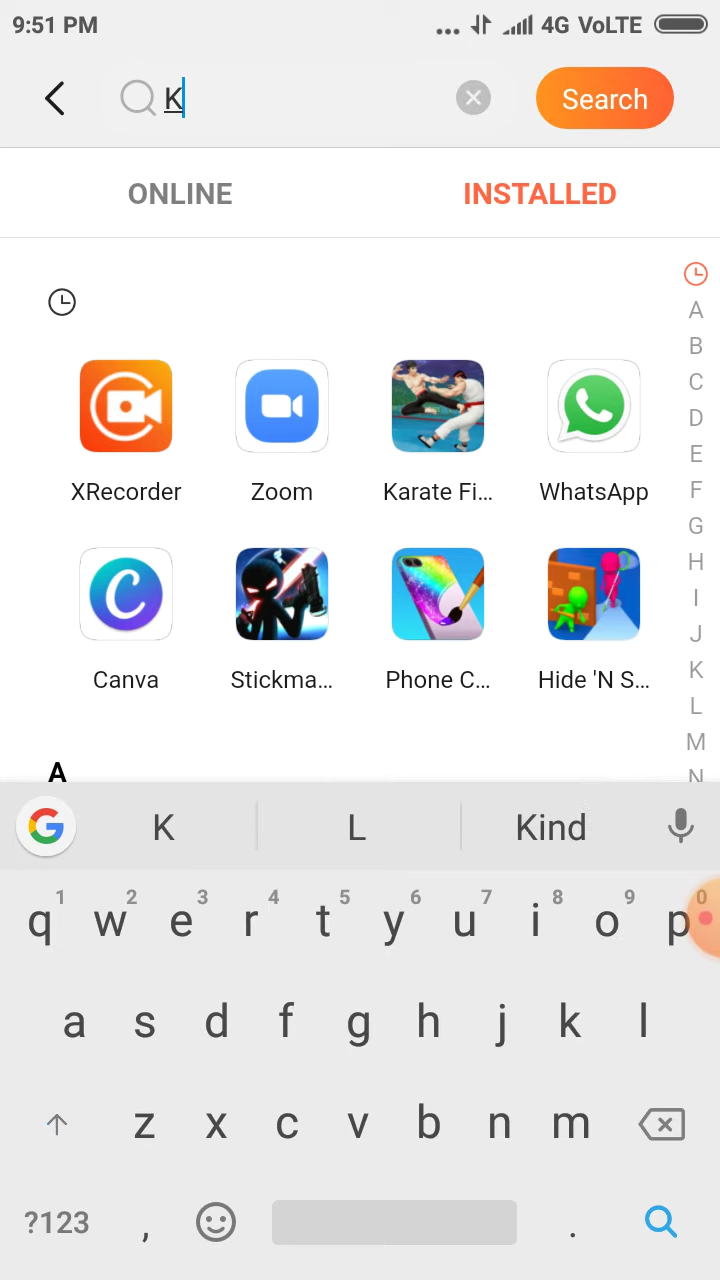 9:51 PM ... 4G VoLTE
K Search
ONLINE INSTALLED
A
B
C
D
E
F
G
H
I
J
K
L
M
N
XRecorder Zoom Karate Fi... WhatsApp
Canva Stickma... Phone C... Hide 'N S...
A
K L Kind
1 2 3 4 5 6 7 8 9 0
q w e r t y u i o p
a s d f g h j k l
z x c v b n m
?123 , .